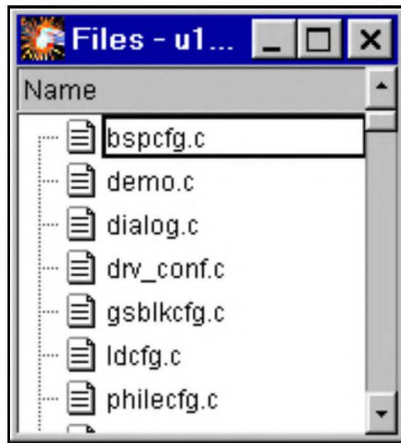 Files - u1...
Name
bspcfg.c
demo.c
dialog.c
drv_conf.c
gsblkcfg.c
ldcfg.c
philecfg.c